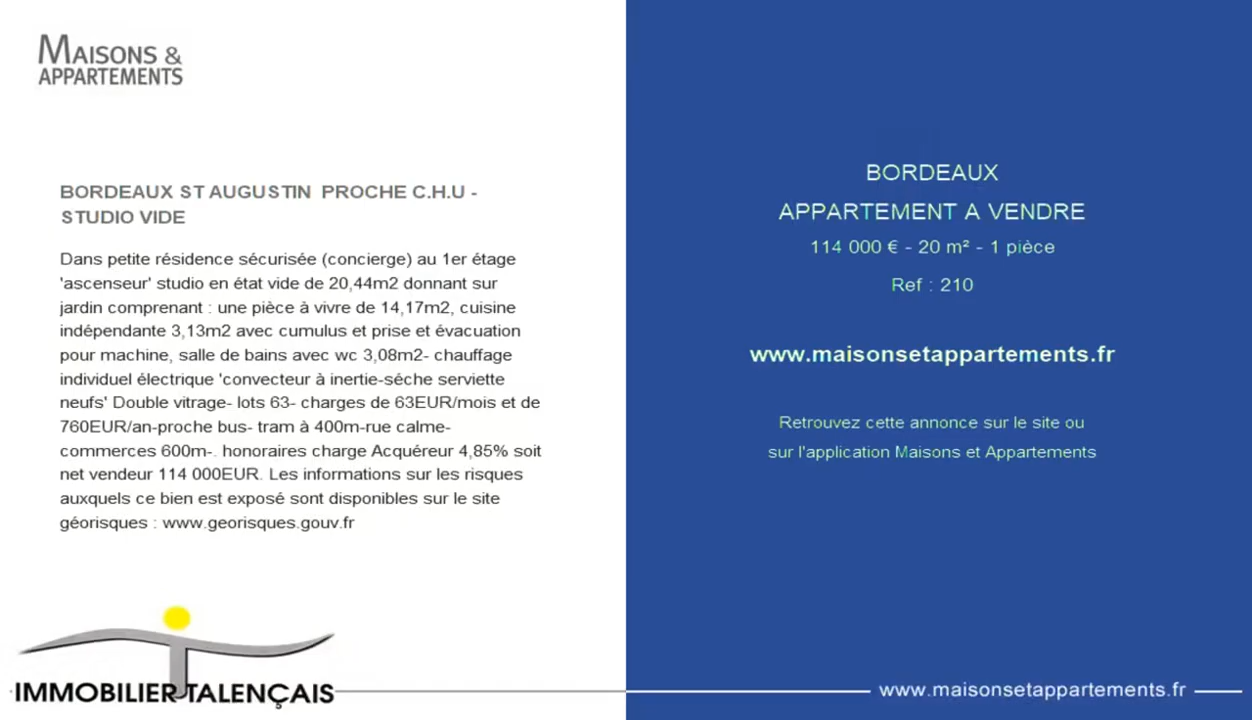 MAISONS &
APPARTEMENTS
BORDEAUX ST AUGUSTIN PROCHE C.H.U -
STUDIO VIDE
Dans petite résidence sécurisée (concierge) au 1er étage
'ascenseur' studio en état vide de 20,44m2 donnant sur
jardin comprenant : une pièce à vivre de 14,17m2, cuisine
indépendante 3,13m2 avec cumulus et prise et évacuation
pour machine, salle de bains avec wc 3,08m2- chauffage
individuel électrique 'convecteur à inertie-séche serviette
neufs' Double vitrage- lots 63- charges de 63EUR/mois et de
760EUR/an-proche bus- tram à 400m-rue calme-
commerces 600m-. honoraires charge Acquéreur 4,85% soit
net vendeur 114 000EUR. Les informations sur les risques
auxquels ce bien est exposé sont disponibles sur le site
géorisques : www.georisques.gouv.fr
IMMOBILIER TALENÇAIS
BORDEAUX
APPARTEMENT A VENDRE
114 000 € - 20 m² - 1 pièce
Ref : 210
www.maisonsetappartements.fr
Retrouvez cette annonce sur le site ou
sur l'application Maisons et Appartements
www.maisonsetappartements.fr